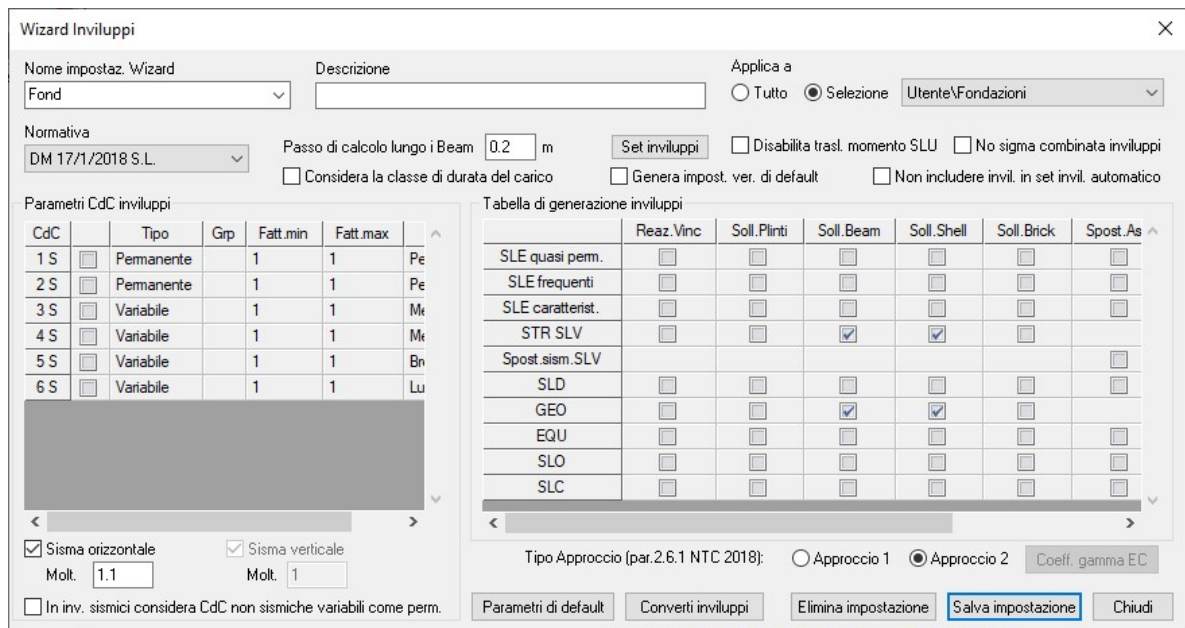 Wizard Inviluppi
Nome impostaz. Wizard
Descrizione
Applica a
Fond
Tutto
Selezione
Utente\Fondazioni
Normativa
DM 17/1/2018 S.L.
Passo di calcolo lungo i Beam 0.2 m
Set inviluppi
Disabilita trasl. momento SLU
No sigma combinata inviluppi
Considera la classe di durata del carico
Genera impost. ver. di default
Non includere invil. in set invil. automatico
Parametri CdC inviluppi
CdC Tipo Grp Fatt.min Fatt.max
1 S Permanente 1 1 Pe
2 S Permanente 1 1 Pe
3 S Variabile 1 1 Me
4 S Variabile 1 1 Me
5 S Variabile 1 1 Bre
6 S Variabile 1 1 Lu
Tabella di generazione inviluppi
Reaz.Vinc Soll.Plinti Soll.Beam Soll.Shell Soll.Brick Spost.As
SLE quasi perm.
SLE frequenti
SLE caratterist.
STR SLV
Spost.sism.SLV
SLD
GEO
EQU
SLO
SLC
Sisma orizzontale
Sisma verticale
Molt. 1.1
Molt. 1
In inv. sismici considera CdC non sismiche variabili come perm.
Tipo Approccio (par.2.6.1 NTC 2018):
Approccio 1
Approccio 2
Coeff. gamma EC
Parametri di default
Converti inviluppi
Elimina impostazione
Salva impostazione
Chiudi